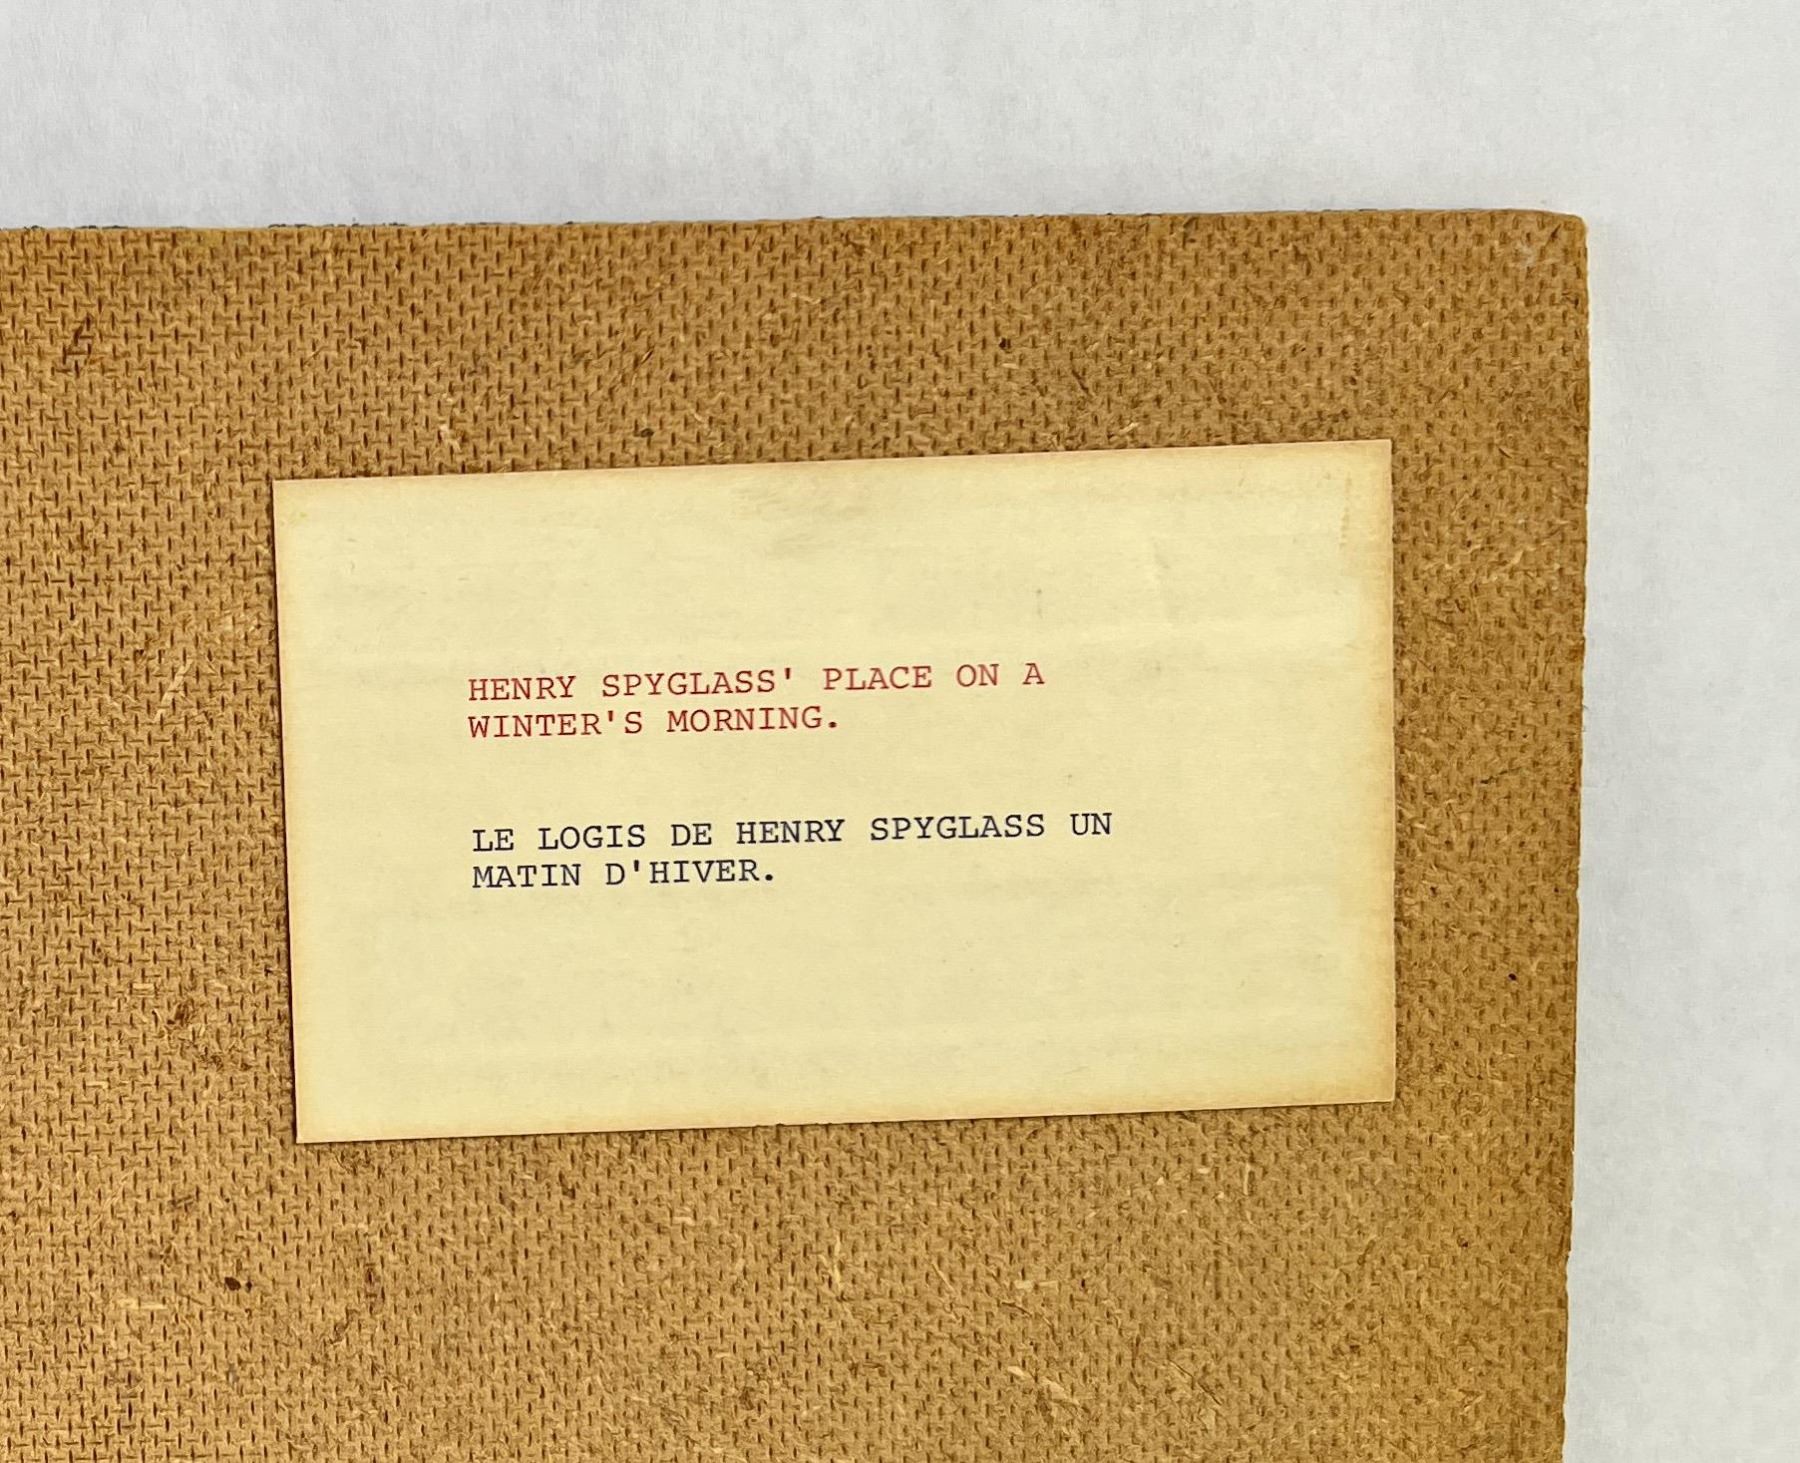 HENRY SPYGLASS' PLACE ON A
WINTER'S MORNING.
LE LOGIS DE HENRY SPYGLASS UN
MATIN D'HIVER.